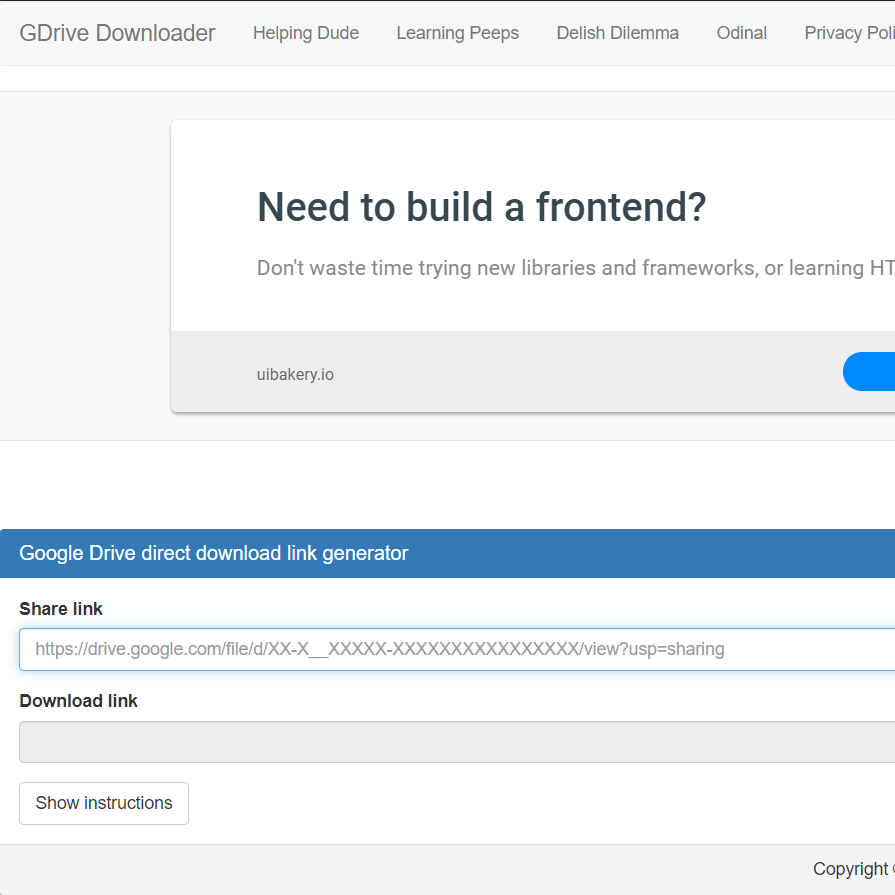 GDrive Downloader Helping Dude Learning Peeps Delish Dilemma Odinal Privacy Poli
Need to build a frontend?
Don't waste time trying new libraries and frameworks, or learning HT
uibakery.io
Google Drive direct download link generator
Share link
https://drive.google.com/file/d/XX-X__XXXXX-XXXXXXXXXXXXXXXX/view?usp=sharing
Download link
Show instructions
Copyright